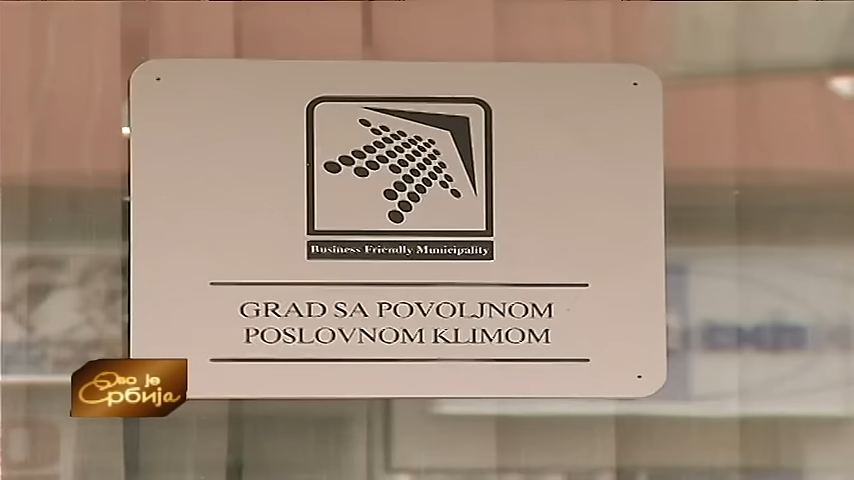 Business Friendly Municipality
GRAD SA POVOLJNOM
POSLOVNOM KLIMOM
Ово је
Србија